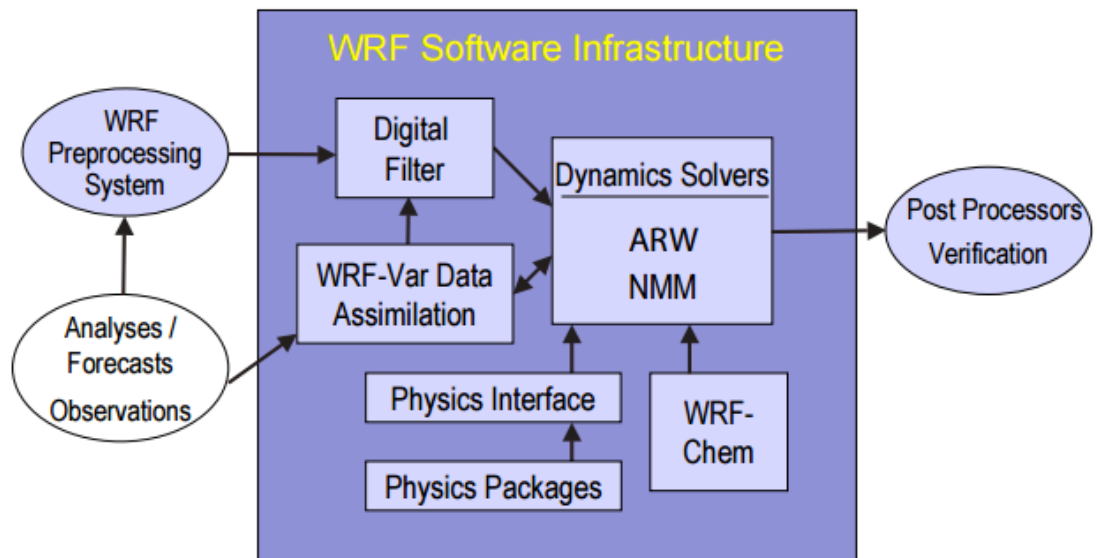 WRF Software Infrastructure
WRF
Preprocessing
System
Digital
Filter
Dynamics Solvers
ARW
NMM
Post Processors
Verification
WRF-Var Data
Assimilation
Analyses /
Forecasts
Observations
Physics Interface
WRF-
Chem
Physics Packages